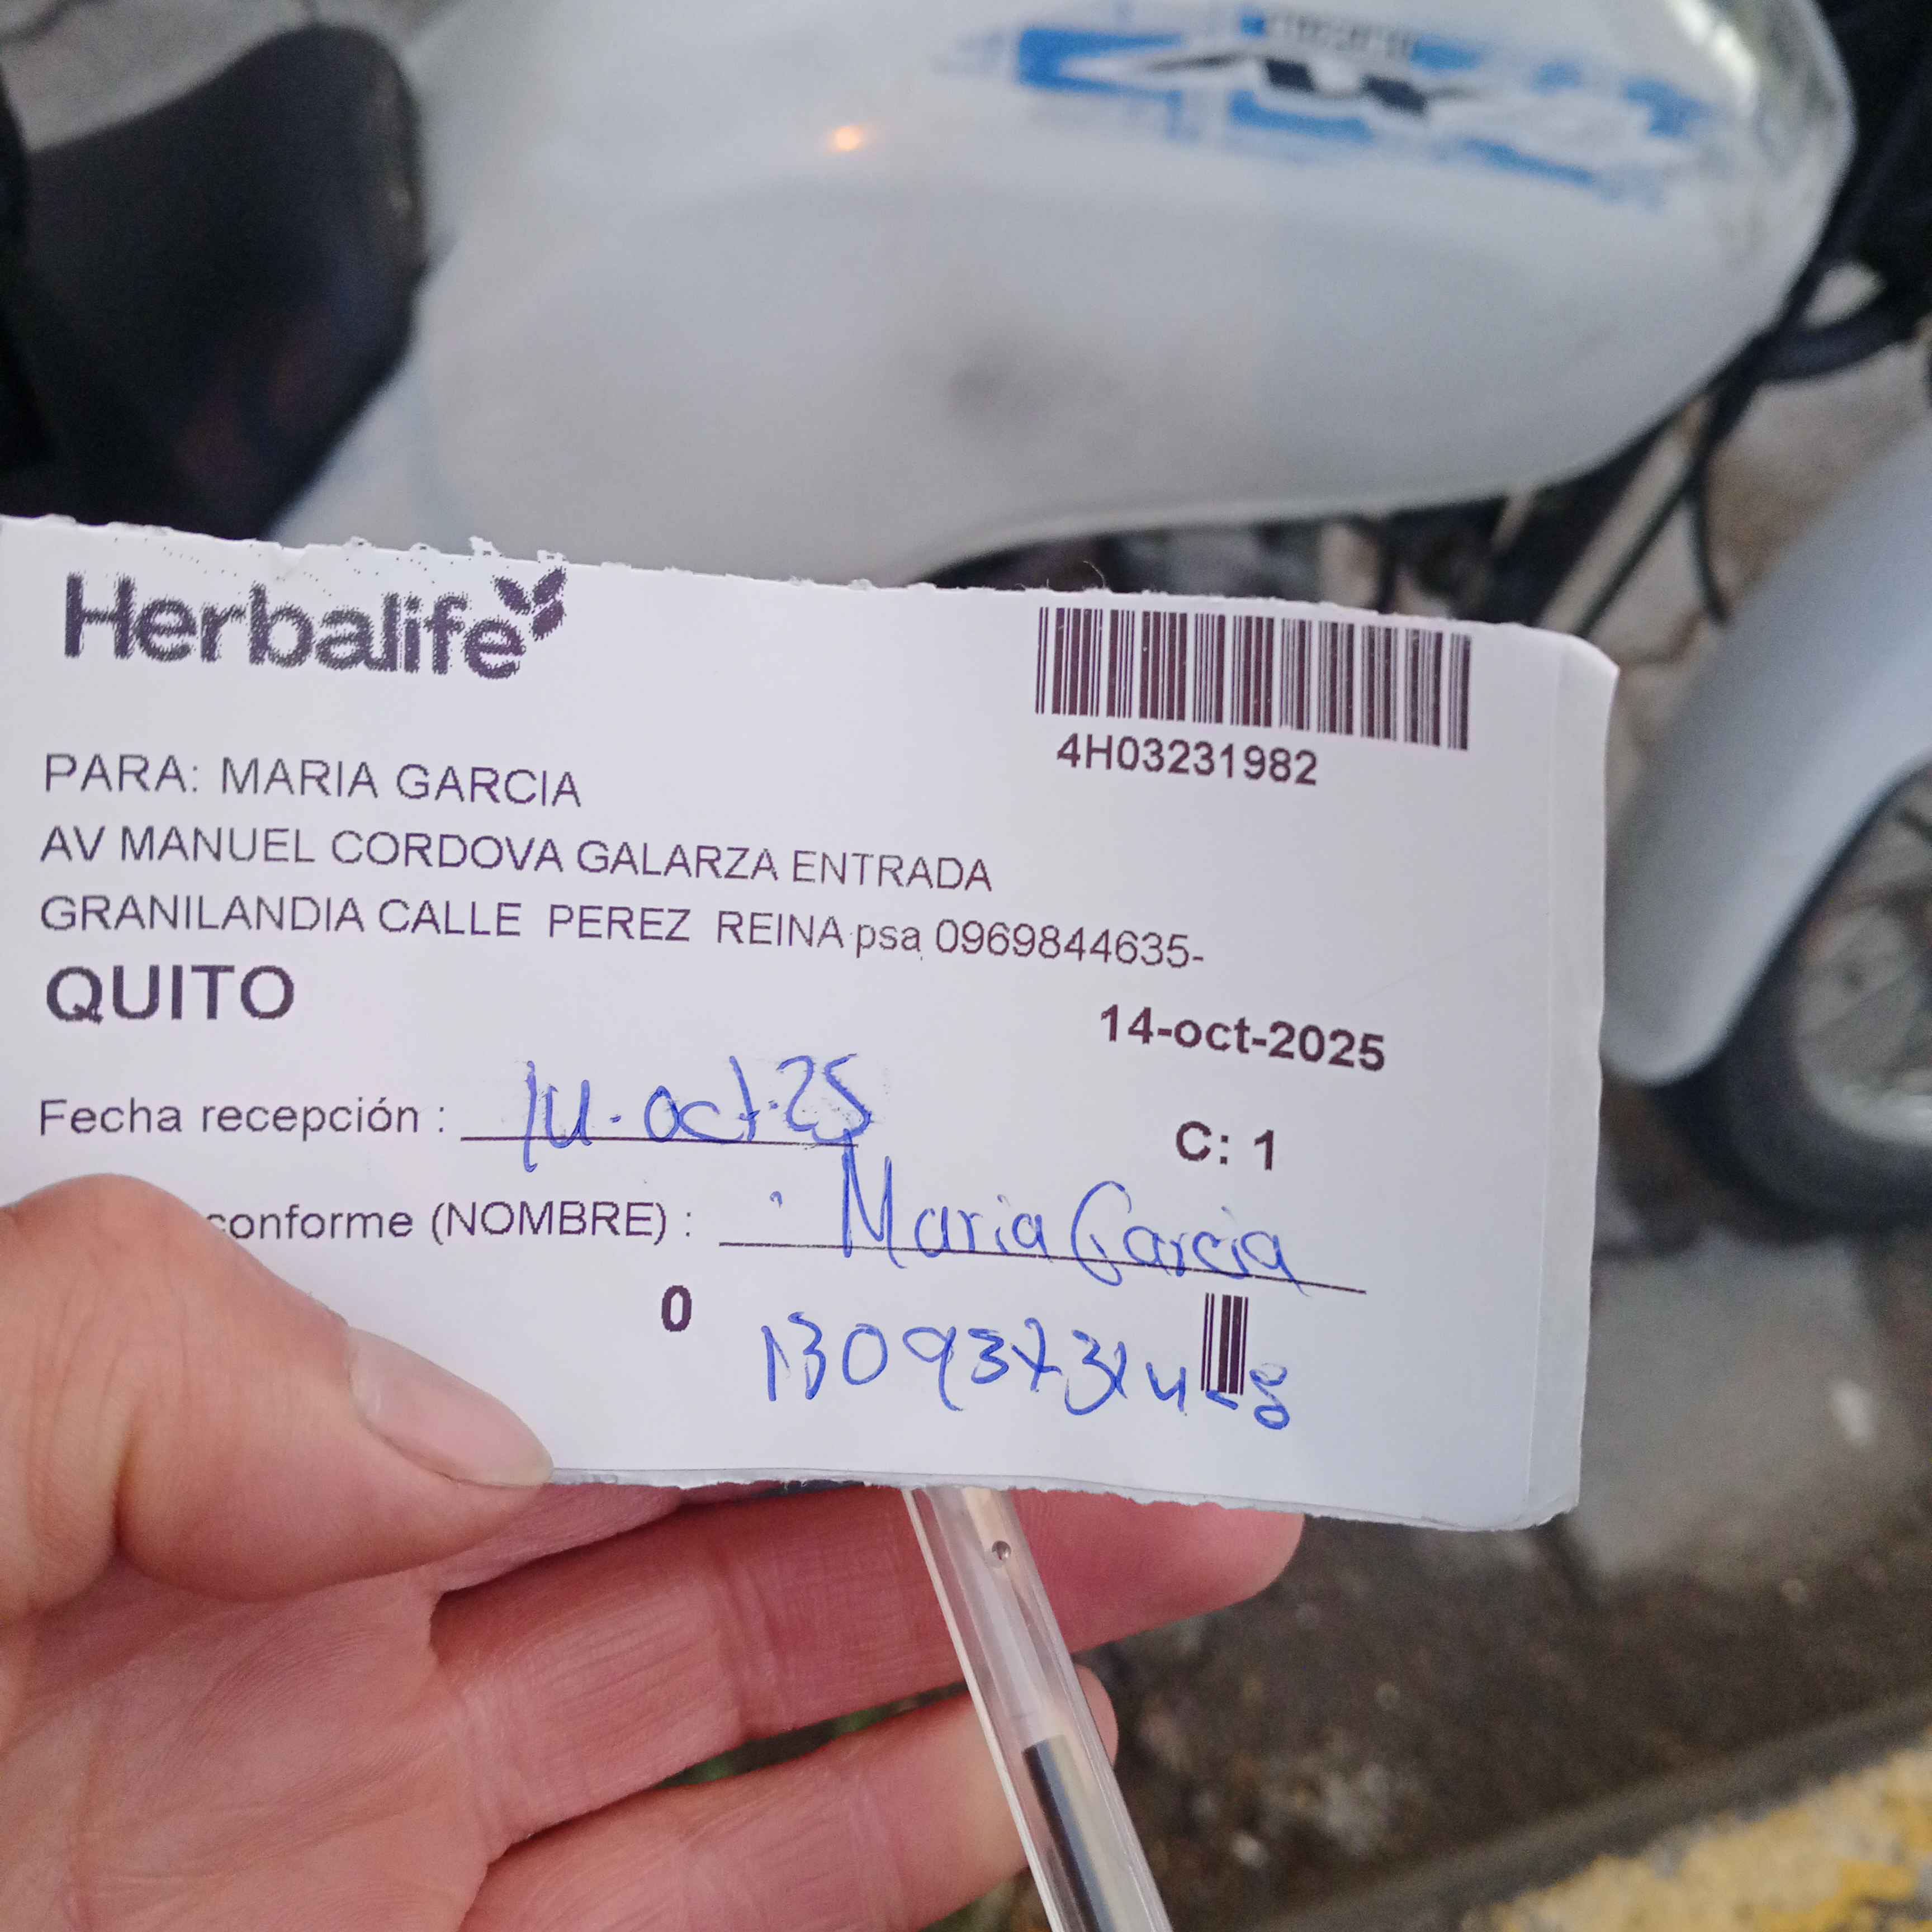 Herbalife
4H03231982
PARA: MARIA GARCIA
AV MANUEL CORDOVA GALARZA ENTRADA
GRANILANDIA CALLE PEREZ REINA psa 0969844635-
QUITO
14-oct-2025
Fecha recepción : 14-oct-25
C: 1
conforme (NOMBRE) : Maria Garcia
0